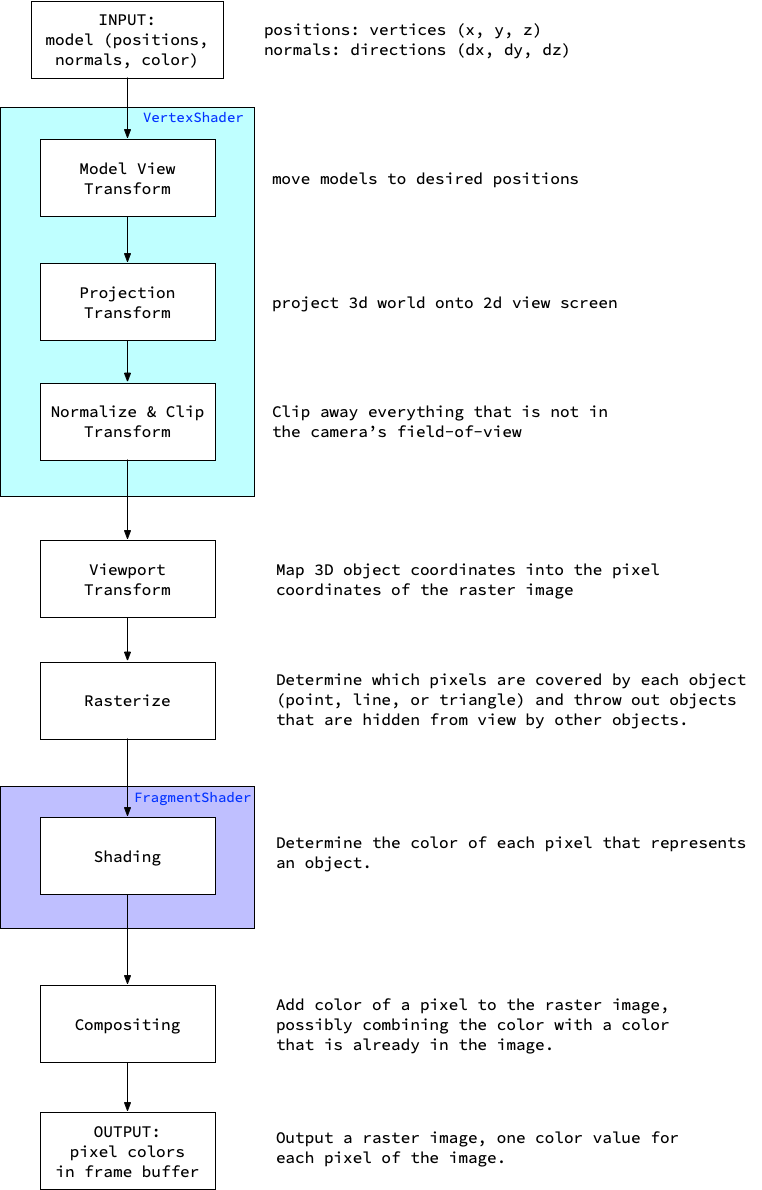 INPUT:
model (positions,
normals, color)
positions: vertices (x, y, z)
normals: directions (dx, dy, dz)
VertexShader
Model View
Transform
move models to desired positions
Projection
Transform
project 3d world onto 2d view screen
Normalize & Clip
Transform
Clip away everything that is not in
the camera’s field-of-view
Viewport
Transform
Map 3D object coordinates into the pixel
coordinates of the raster image
Rasterize
Determine which pixels are covered by each object
(point, line, or triangle) and throw out objects
that are hidden from view by other objects.
FragmentShader
Shading
Determine the color of each pixel that represents
an object.
Compositing
Add color of a pixel to the raster image,
possibly combining the color with a color
that is already in the image.
OUTPUT:
pixel colors
in frame buffer
Output a raster image, one color value for
each pixel of the image.